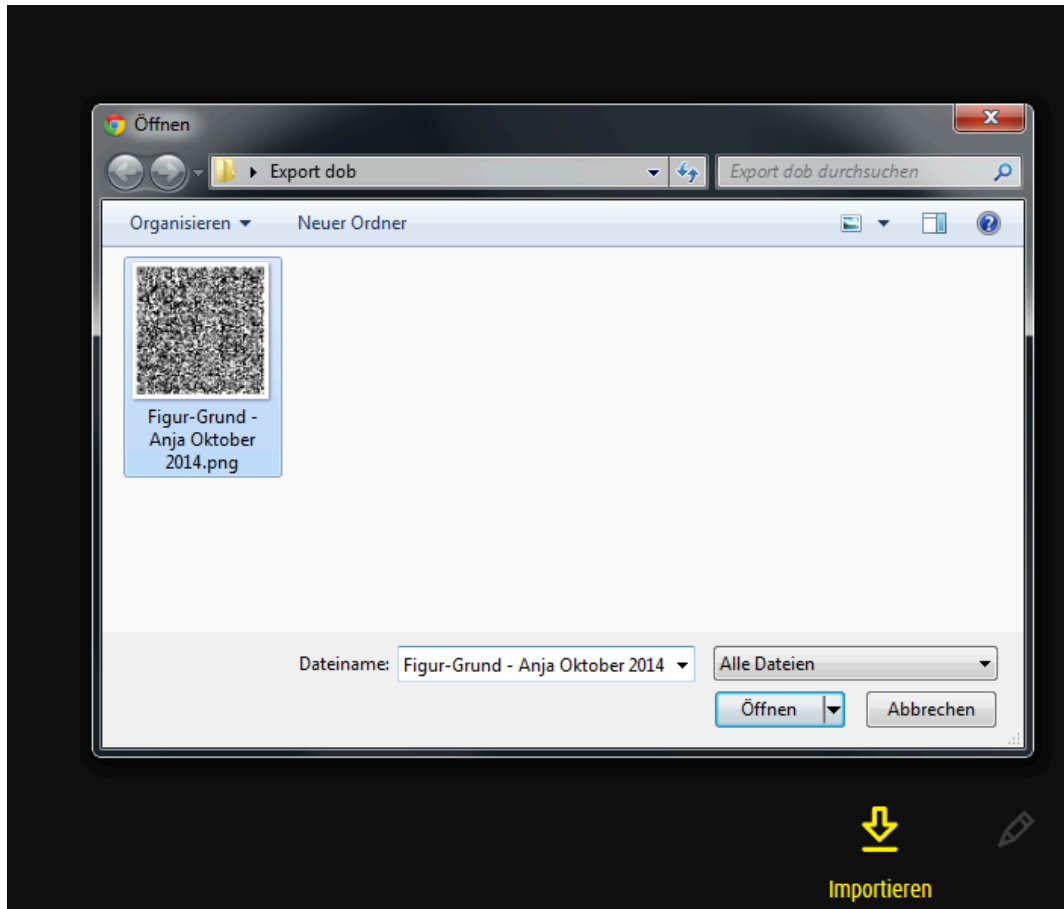 Öffnen
Export dob
Export dob durchsuchen
Organisieren
Neuer Ordner
Figur-Grund -
Anja Oktober
2014.png
Dateiname:
Figur-Grund - Anja Oktober 2014
Alle Dateien
Öffnen
Abbrechen
Importieren